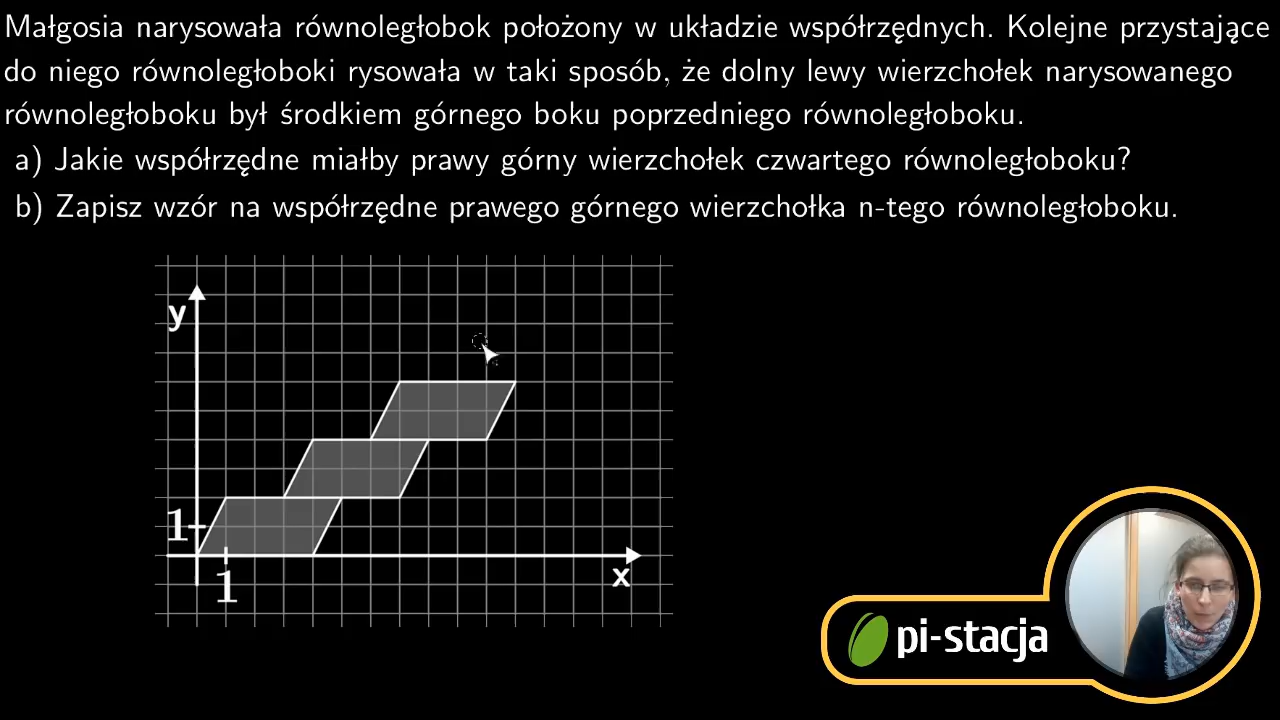 Małgosia narysowała równoległobok położony w układzie współrzędnych. Kolejne przystające
do niego równoległoboki rysowała w taki sposób, że dolny lewy wierzchołek narysowanego
równoległoboku był środkiem górnego boku poprzedniego równoległoboku.
a) Jakie współrzędne miałby prawy górny wierzchołek czwartego równoległoboku?
b) Zapisz wzór na współrzędne prawego górnego wierzchołka n-tego równoległoboku.
y
1
1
x
pi-stacja